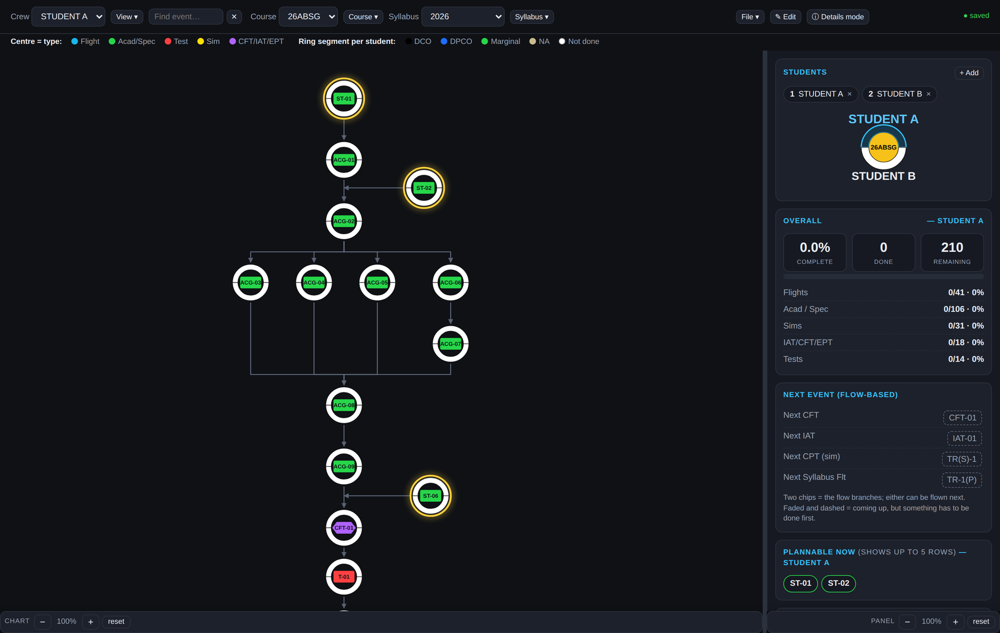 Crew STUDENT A View ▾ Find event… ✕ Course 26ABSG Course ▾ Syllabus 2026 Syllabus ▾ File ▾ ✎ Edit ⓘ Details mode ● saved
Centre = type: Flight Acad/Spec Test Sim CFT/IAT/EPT Ring segment per student: DCO DPCO Marginal NA Not done
ST-01
ACG-01
ST-02
ACG-02
ACG-03 ACG-04 ACG-05 ACG-06
ACG-07
ACG-08
ACG-09
ST-06
CFT-01
T-01
CHART − 100% + reset
STUDENTS + Add
1 STUDENT A × 2 STUDENT B ×
STUDENT A
26ABSG
STUDENT B
OVERALL — STUDENT A
0.0% 0 210
COMPLETE DONE REMAINING
Flights 0/41 · 0%
Acad / Spec 0/106 · 0%
Sims 0/31 · 0%
IAT/CFT/EPT 0/18 · 0%
Tests 0/14 · 0%
NEXT EVENT (FLOW-BASED)
Next CFT CFT-01
Next IAT IAT-01
Next CPT (sim) TR(S)-1
Next Syllabus Flt TR-1(P)
Two chips = the flow branches; either can be flown next.
Faded and dashed = coming up, but something has to be
done first.
PLANNABLE NOW (SHOWS UP TO 5 ROWS) —
STUDENT A
ST-01 ST-02
PANEL − 100% + reset